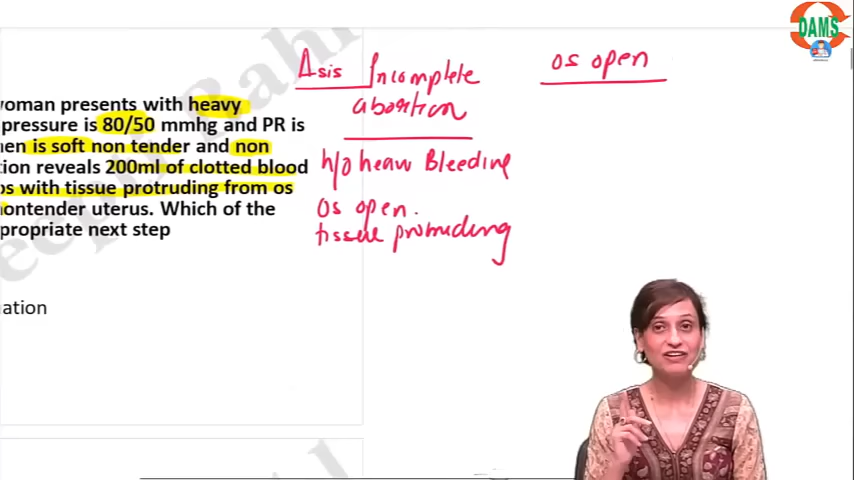 DAMS
Δsis Incomplete abortion
os open
woman presents with heavy
pressure is 80/50 mmhg and PR is
men is soft non tender and non
tion reveals 200ml of clotted blood
os with tissue protruding from os
nontender uterus. Which of the
propriate next step
h/o heavy Bleeding
os open.
tissue protruding
ation